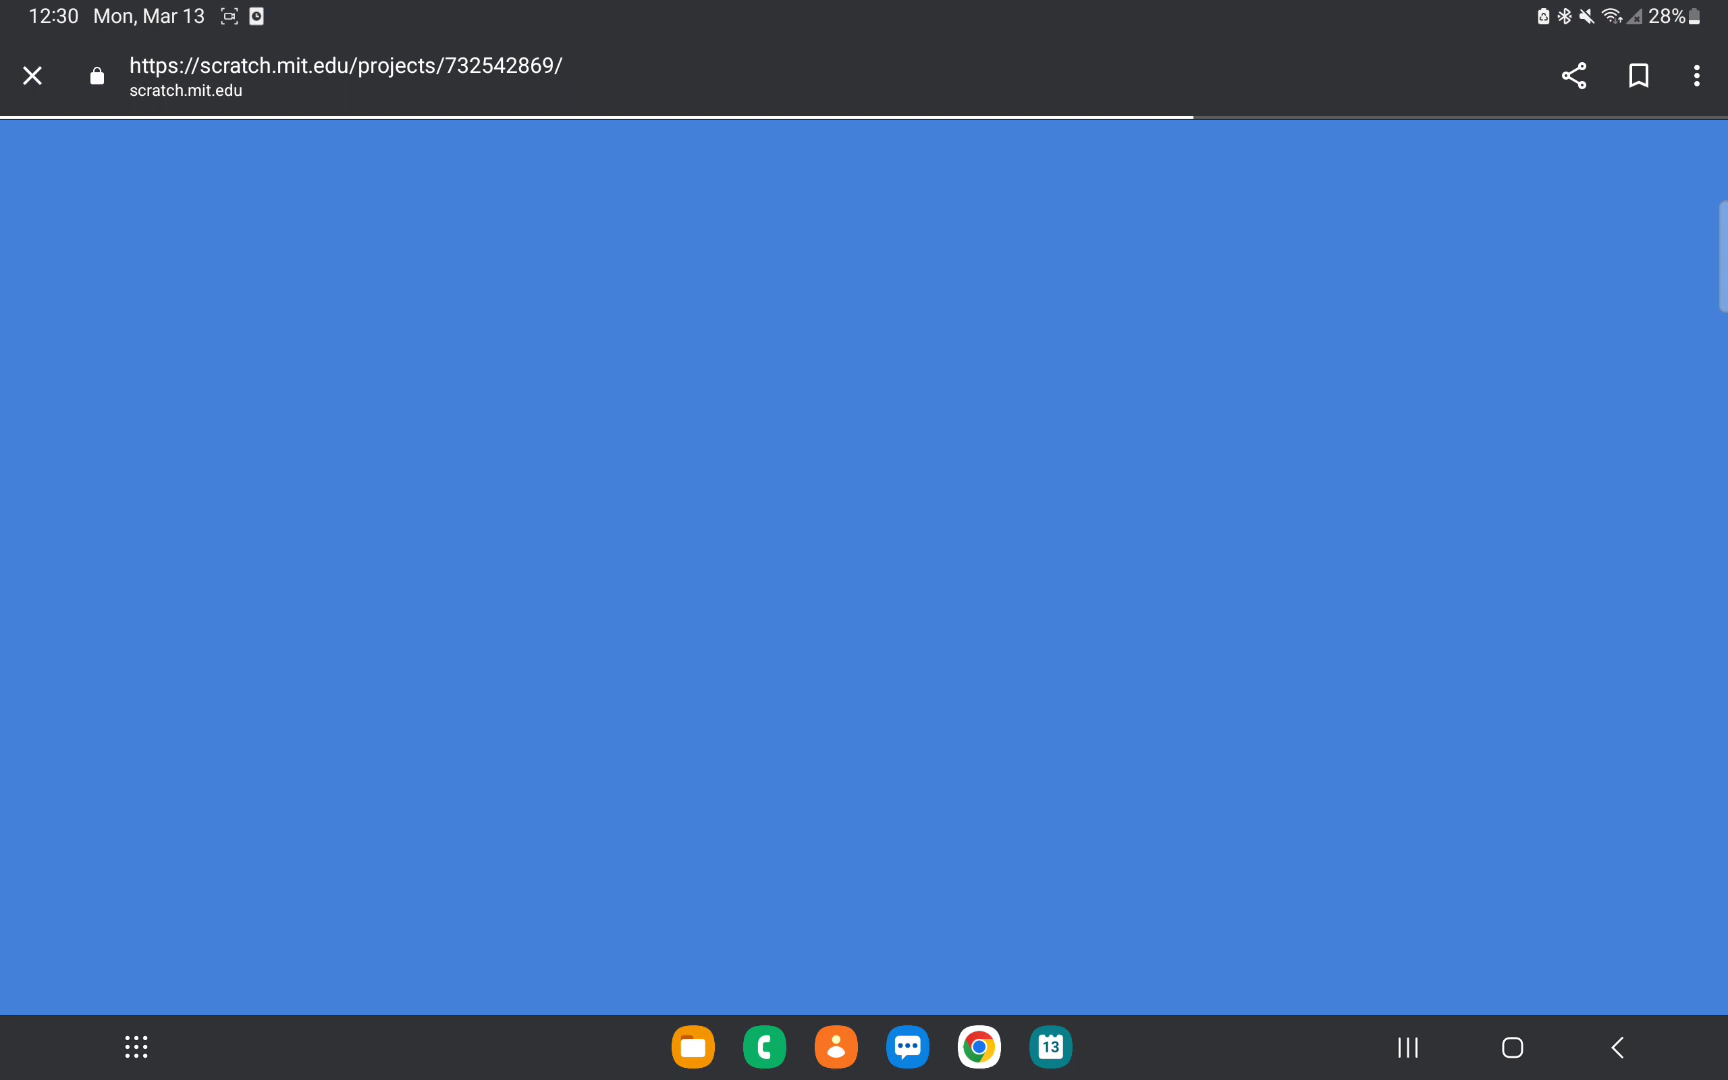 12:30 Mon, Mar 13
28%
https://scratch.mit.edu/projects/732542869/
scratch.mit.edu
13